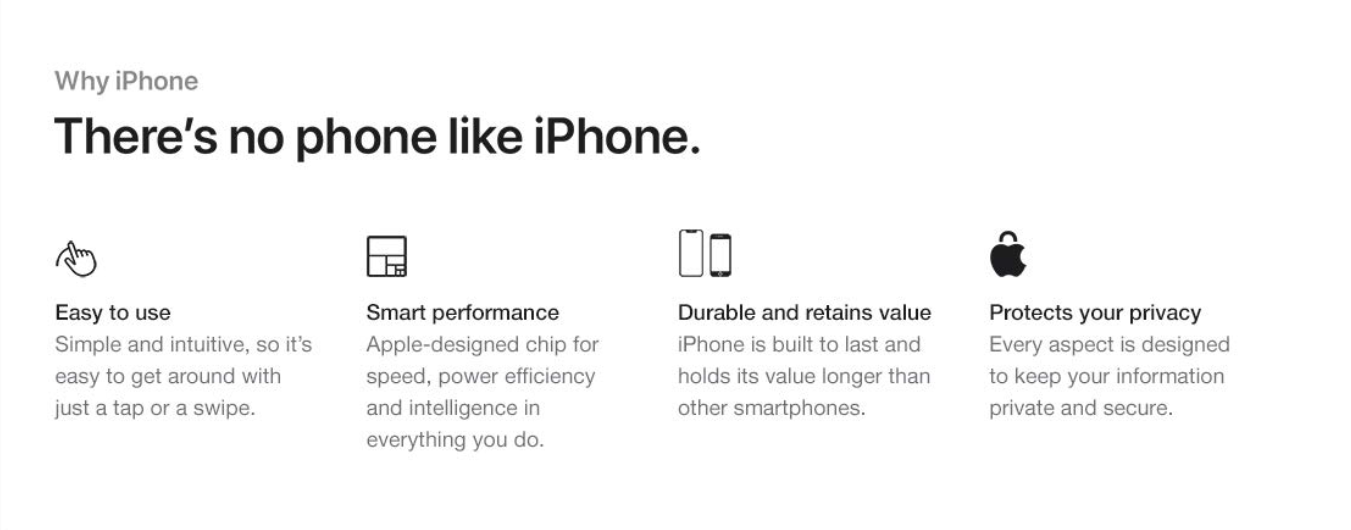 Why iPhone
There’s no phone like iPhone.
Easy to use
Simple and intuitive, so it’s
easy to get around with
just a tap or a swipe.
Smart performance
Apple-designed chip for
speed, power efficiency
and intelligence in
everything you do.
Durable and retains value
iPhone is built to last and
holds its value longer than
other smartphones.
Protects your privacy
Every aspect is designed
to keep your information
private and secure.